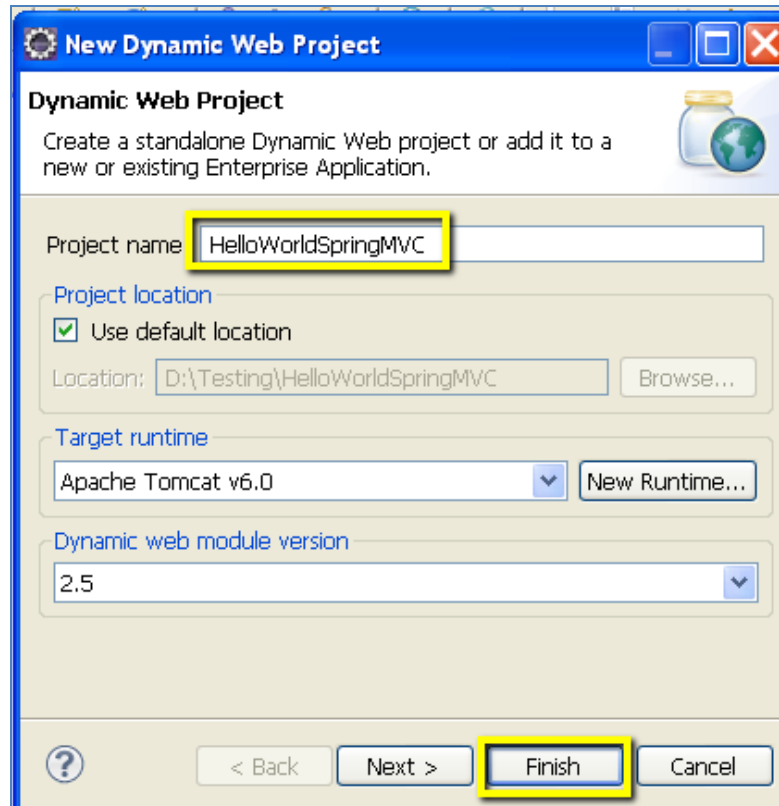 New Dynamic Web Project
Dynamic Web Project
Create a standalone Dynamic Web project or add it to a
new or existing Enterprise Application.
Project name HelloWorldSpringMVC
Project location
Use default location
Location: D:\Testing\HelloWorldSpringMVC Browse...
Target runtime
Apache Tomcat v6.0 New Runtime...
Dynamic web module version
2.5
? < Back Next > Finish Cancel